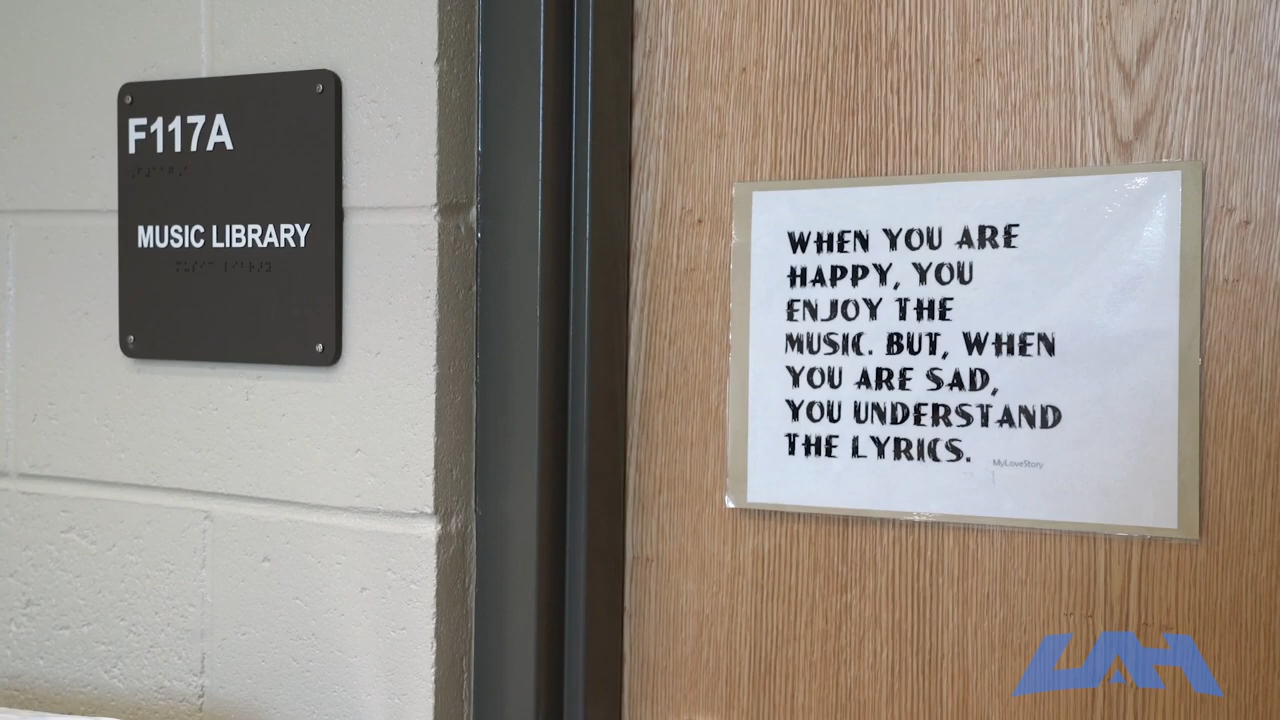 F117A
MUSIC LIBRARY
WHEN YOU ARE
HAPPY, YOU
ENJOY THE
MUSIC. BUT, WHEN
YOU ARE SAD,
YOU UNDERSTAND
THE LYRICS.
MyLoveStory
UAH